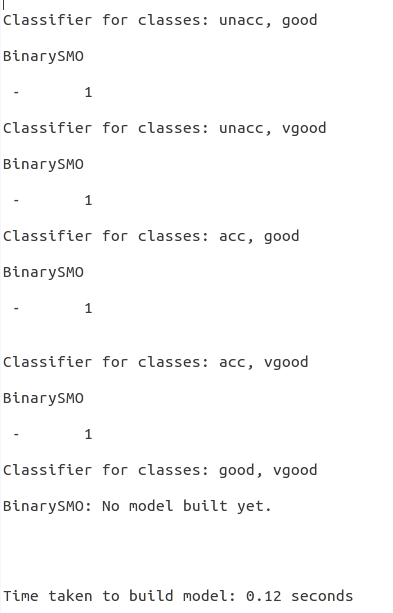 Classifier for classes: unacc, good
BinarySMO
- 1
Classifier for classes: unacc, vgood
BinarySMO
- 1
Classifier for classes: acc, good
BinarySMO
- 1
Classifier for classes: acc, vgood
BinarySMO
- 1
Classifier for classes: good, vgood
BinarySMO: No model built yet.
Time taken to build model: 0.12 seconds